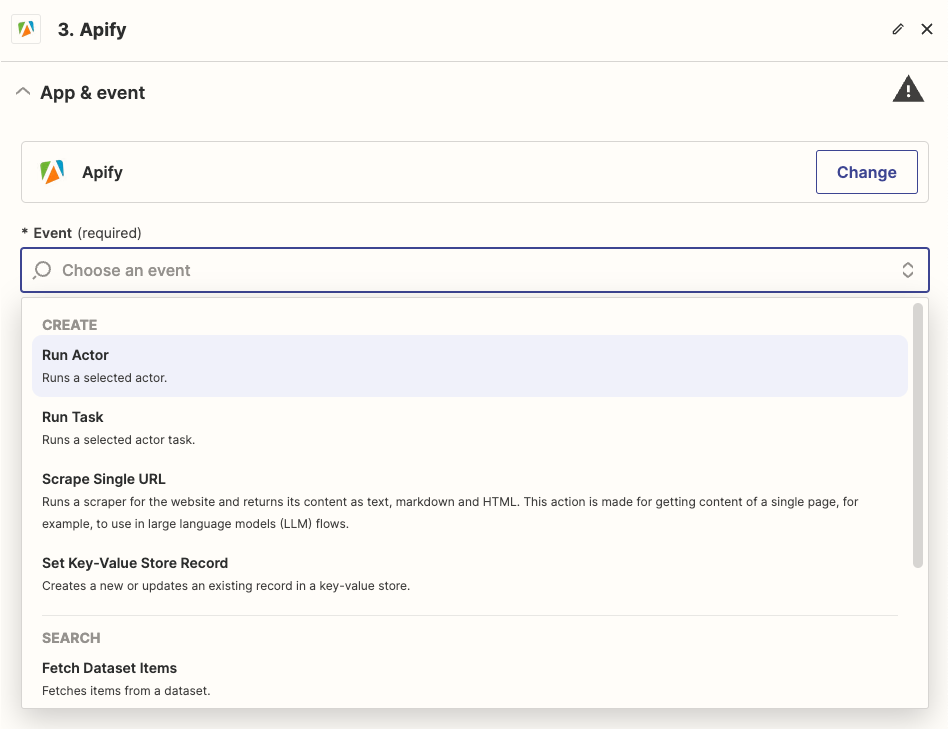 3. Apify
App & event
Apify
Change
* Event (required)
Choose an event
CREATE
Run Actor
Runs a selected actor.
Run Task
Runs a selected actor task.
Scrape Single URL
Runs a scraper for the website and returns its content as text, markdown and HTML. This action is made for getting content of a single page, for
example, to use in large language models (LLM) flows.
Set Key-Value Store Record
Creates a new or updates an existing record in a key-value store.
SEARCH
Fetch Dataset Items
Fetches items from a dataset.